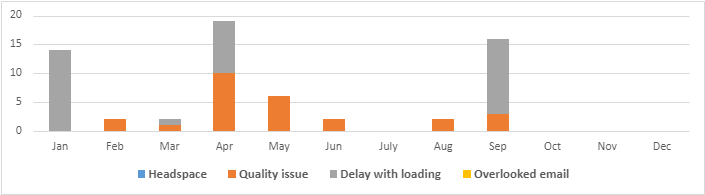 20
15
10
5
0
Jan Feb Mar Apr May Jun July Aug Sep Oct Nov Dec
Headspace Quality issue Delay with loading Overlooked email